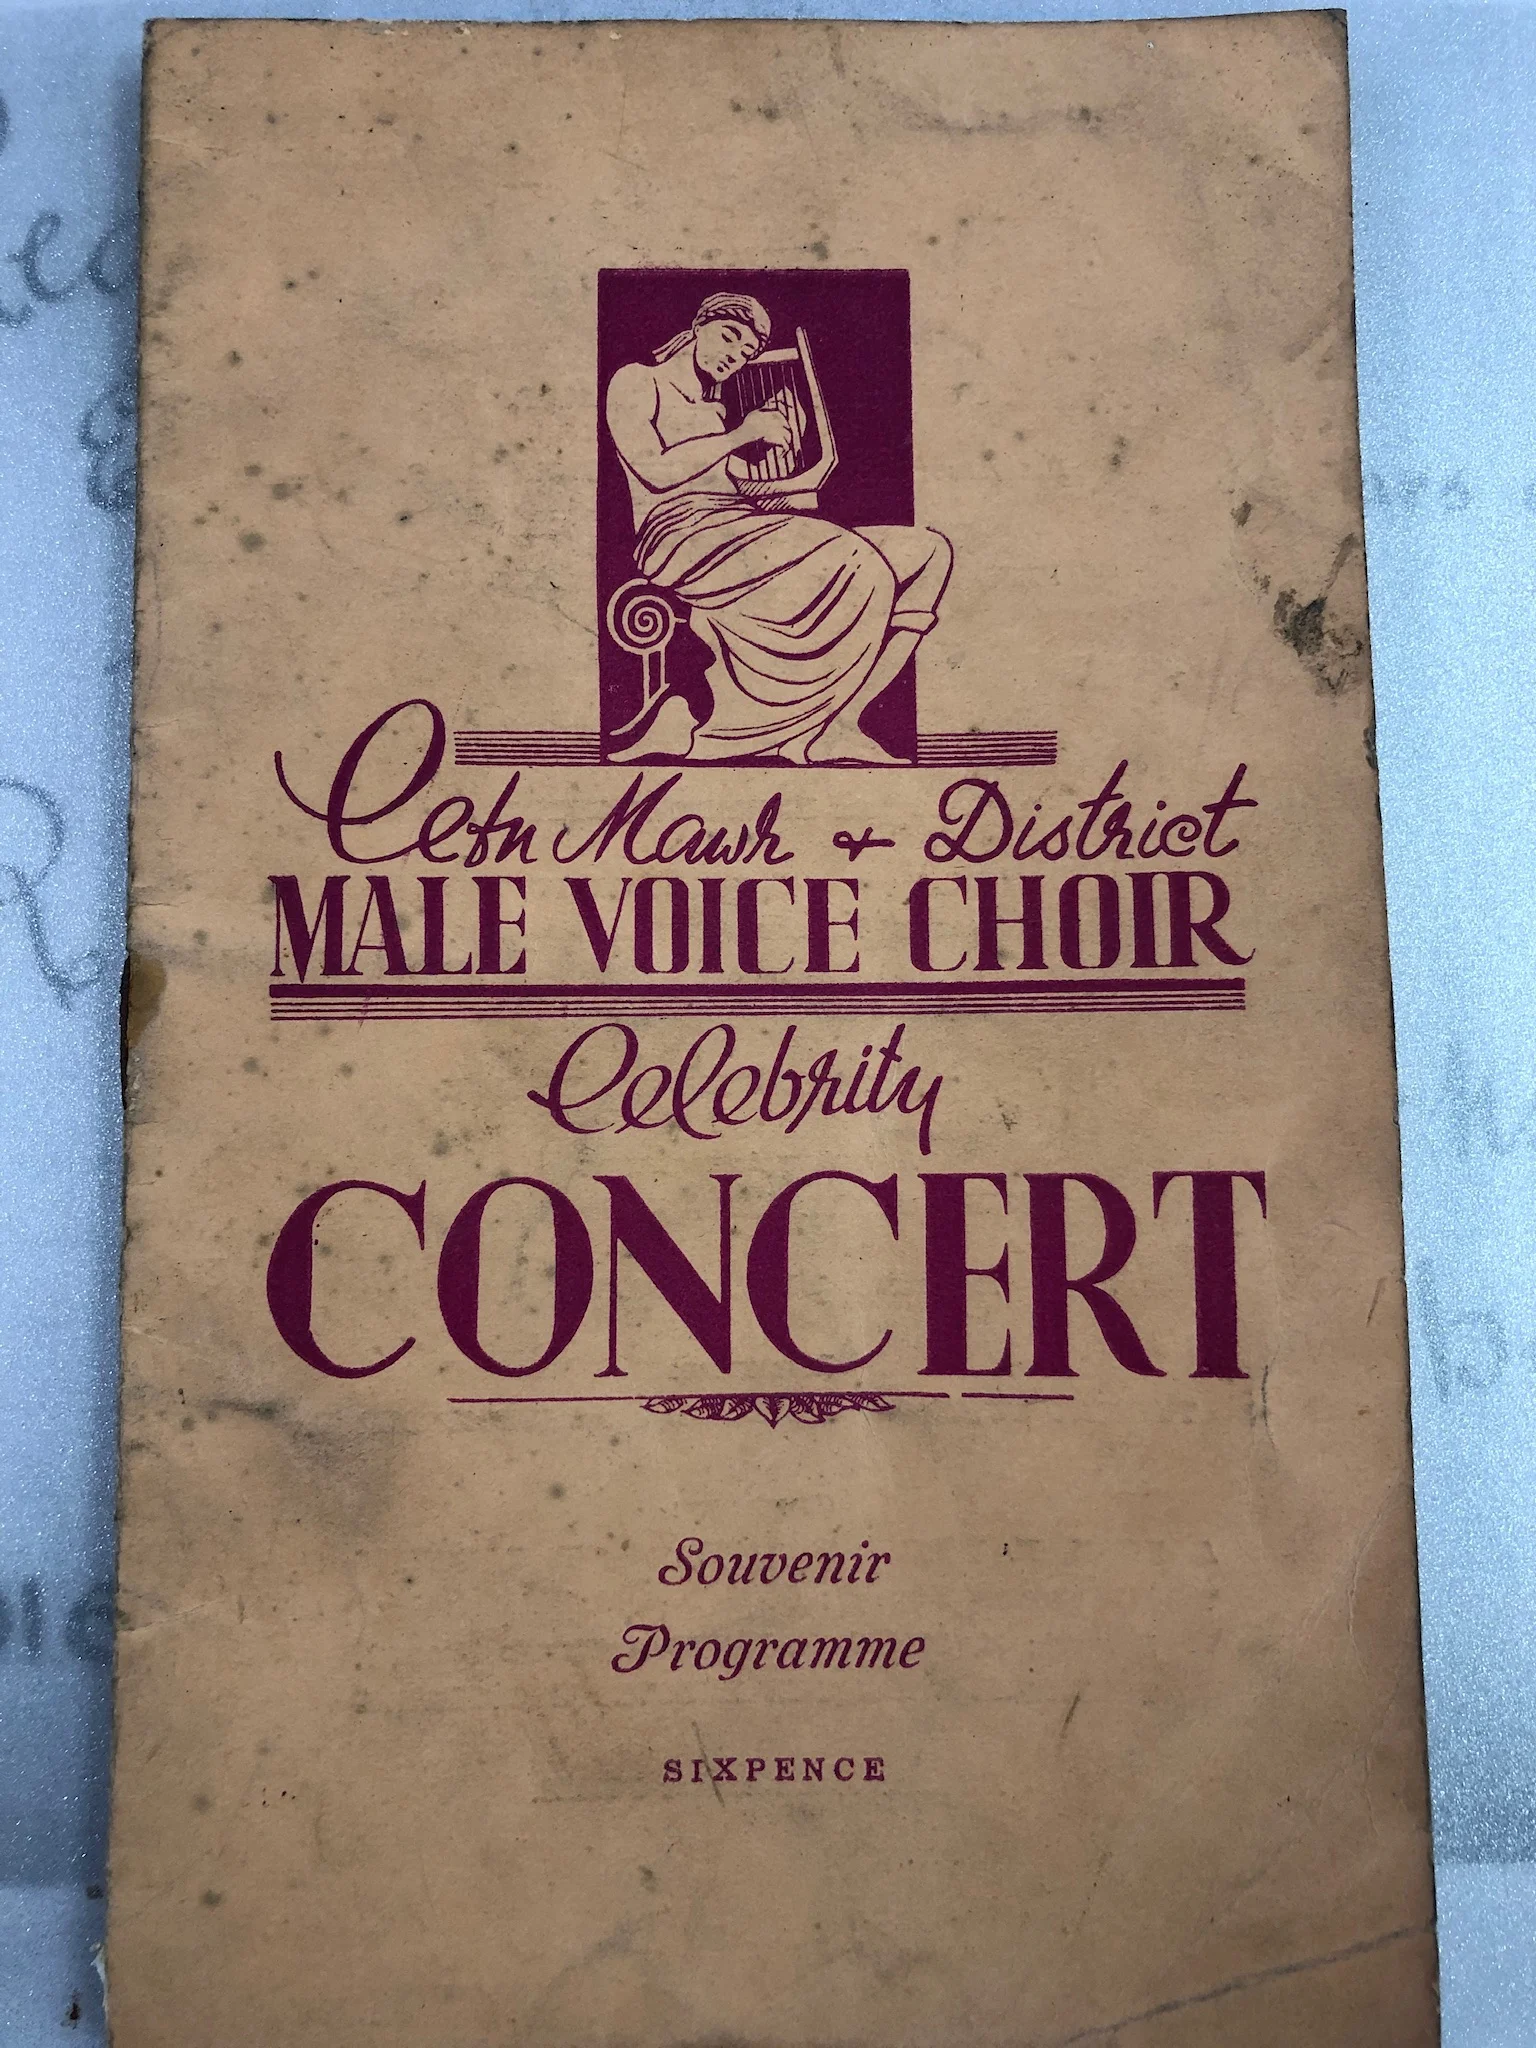 Cefn Mawr & District
MALE VOICE CHOIR
Celebrity
CONCERT
Souvenir
Programme
SIXPENCE